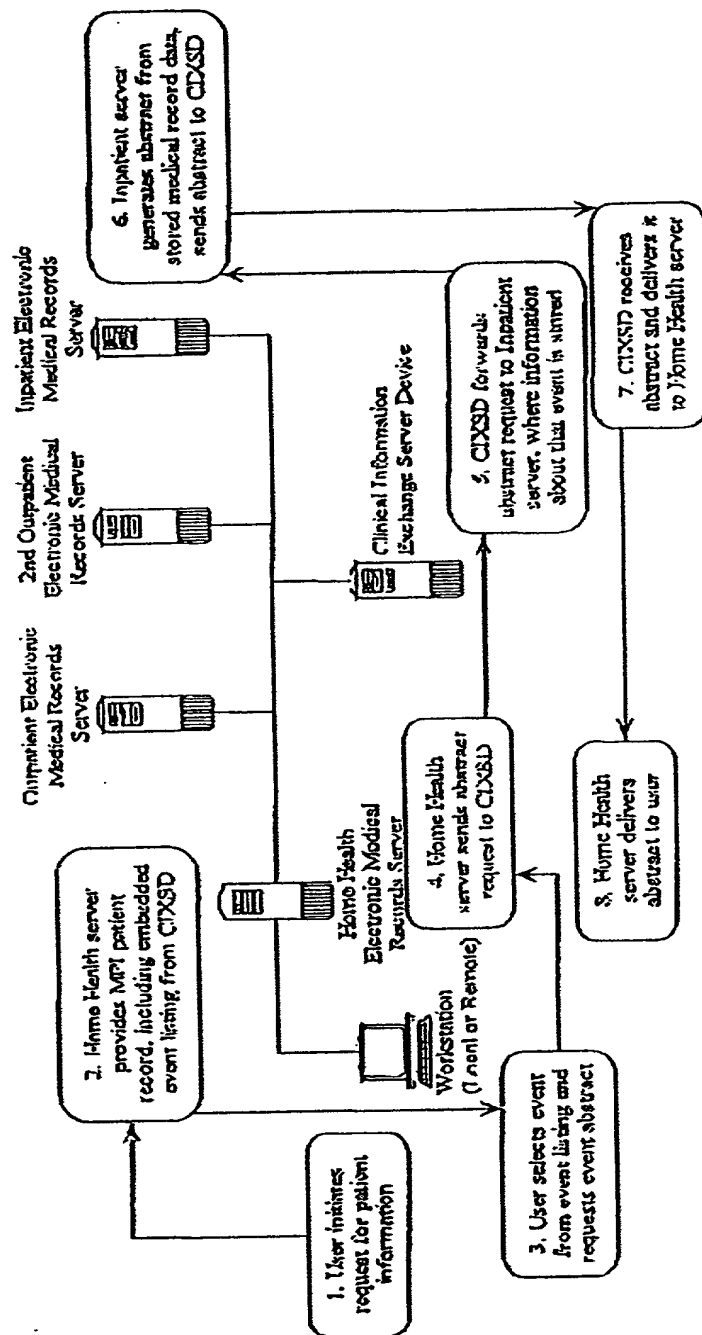 1. User initiates
request for patient
information
2. Home Health server
provides MPI patient
record, including embedded
event listing from CIXSD
3. User selects event
from event listing and
requests event abstract
4. Home Health
server sends abstract
request to CIXSD
5. CIXSD forwards
abstract request to Inpatient
server, where information
about that event is stored
6. Inpatient server
generates abstract from
stored medical record data,
sends abstract to CIXSD
7. CIXSD receives
abstract and delivers it
to Home Health server
8. Home Health
server delivers
abstract to user
Outpatient Electronic
Medical Records
Server
2nd Outpatient
Electronic Medical
Records Server
Inpatient Electronic
Medical Records
Server
Workstation
(Local or Remote)
Home Health
Electronic Medical
Records Server
Clinical Information
Exchange Server Device